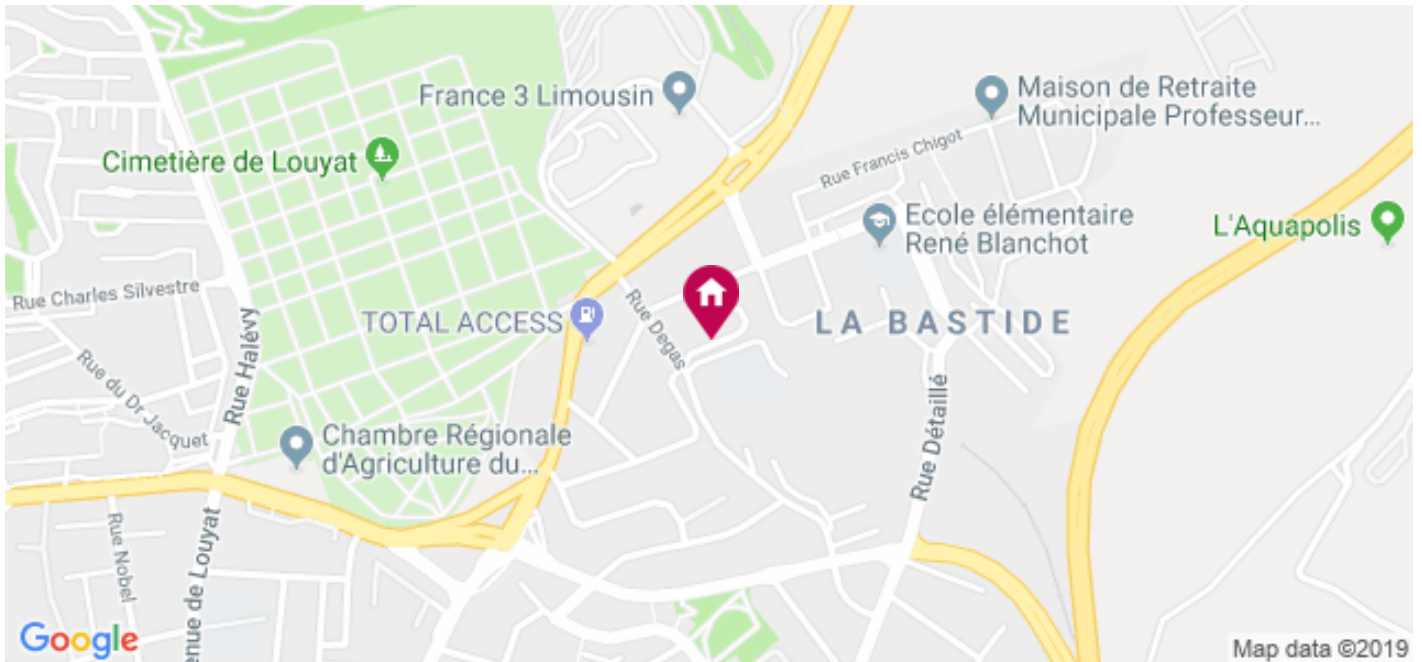 France 3 Limousin
Maison de Retraite
Municipale Professeur...
Rue Francis Chigot
Cimetière de Louyat
Ecole élémentaire
René Blanchot
L'Aquapolis
Rue Charles Silvestre
TOTAL ACCESS
Rue Degas
LA BASTIDE
Rue Halévy
Rue du Dr Jacquet
Chambre Régionale
d'Agriculture du...
Rue Détaillé
Rue Nobel
enue de Louyat
Google
Map data ©2019